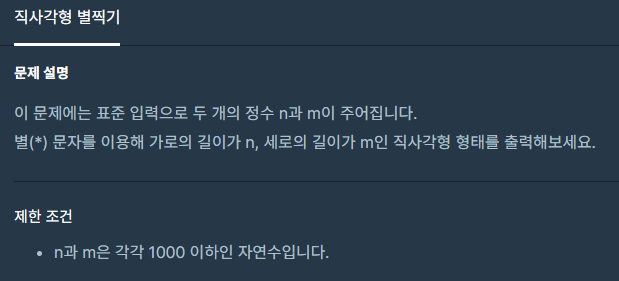 직사각형 별찍기
문제 설명
이 문제에는 표준 입력으로 두 개의 정수 n과 m이 주어집니다.
별(*) 문자를 이용해 가로의 길이가 n, 세로의 길이가 m인 직사각형 형태를 출력해보세요.
제한 조건
• n과 m은 각각 1000 이하인 자연수입니다.